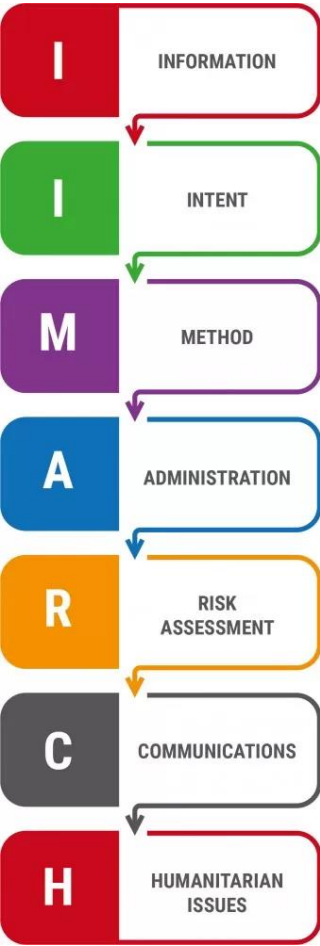 I
INFORMATION
I
INTENT
M
METHOD
A
ADMINISTRATION
R
RISK
ASSESSMENT
C
COMMUNICATIONS
H
HUMANITARIAN
ISSUES